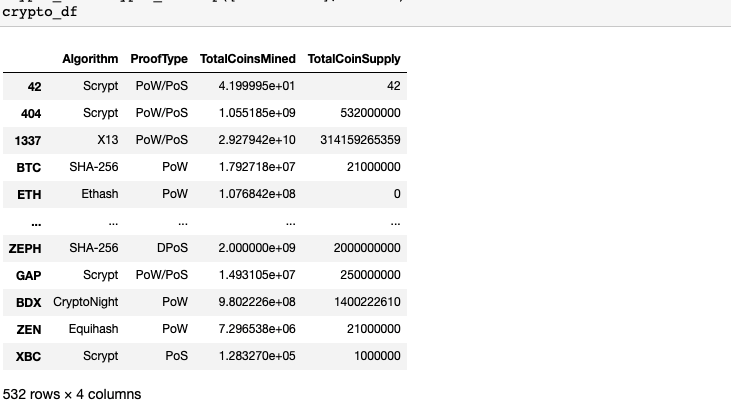 crypto_df
Algorithm ProofType TotalCoinsMined TotalCoinSupply
42 Scrypt PoW/PoS 4.199995e+01 42
404 Scrypt PoW/PoS 1.055185e+09 532000000
1337 X13 PoW/PoS 2.927942e+10 314159265359
BTC SHA-256 PoW 1.792718e+07 21000000
ETH Ethash PoW 1.076842e+08 0
... ... ... ... ...
ZEPH SHA-256 DPoS 2.000000e+09 2000000000
GAP Scrypt PoW/PoS 1.493105e+07 250000000
BDX CryptoNight PoW 9.802226e+08 1400222610
ZEN Equihash PoW 7.296538e+06 21000000
XBC Scrypt PoS 1.283270e+05 1000000
532 rows × 4 columns